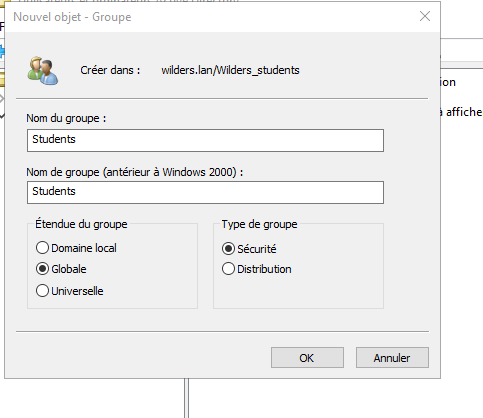 Nouvel objet - Groupe
Créer dans : wilders.lan/Wilders_students
Nom du groupe :
Students
Nom de groupe (antérieur à Windows 2000) :
Students
Étendue du groupe
Domaine local
Globale
Universelle
Type de groupe
Sécurité
Distribution
OK
Annuler
à affiche